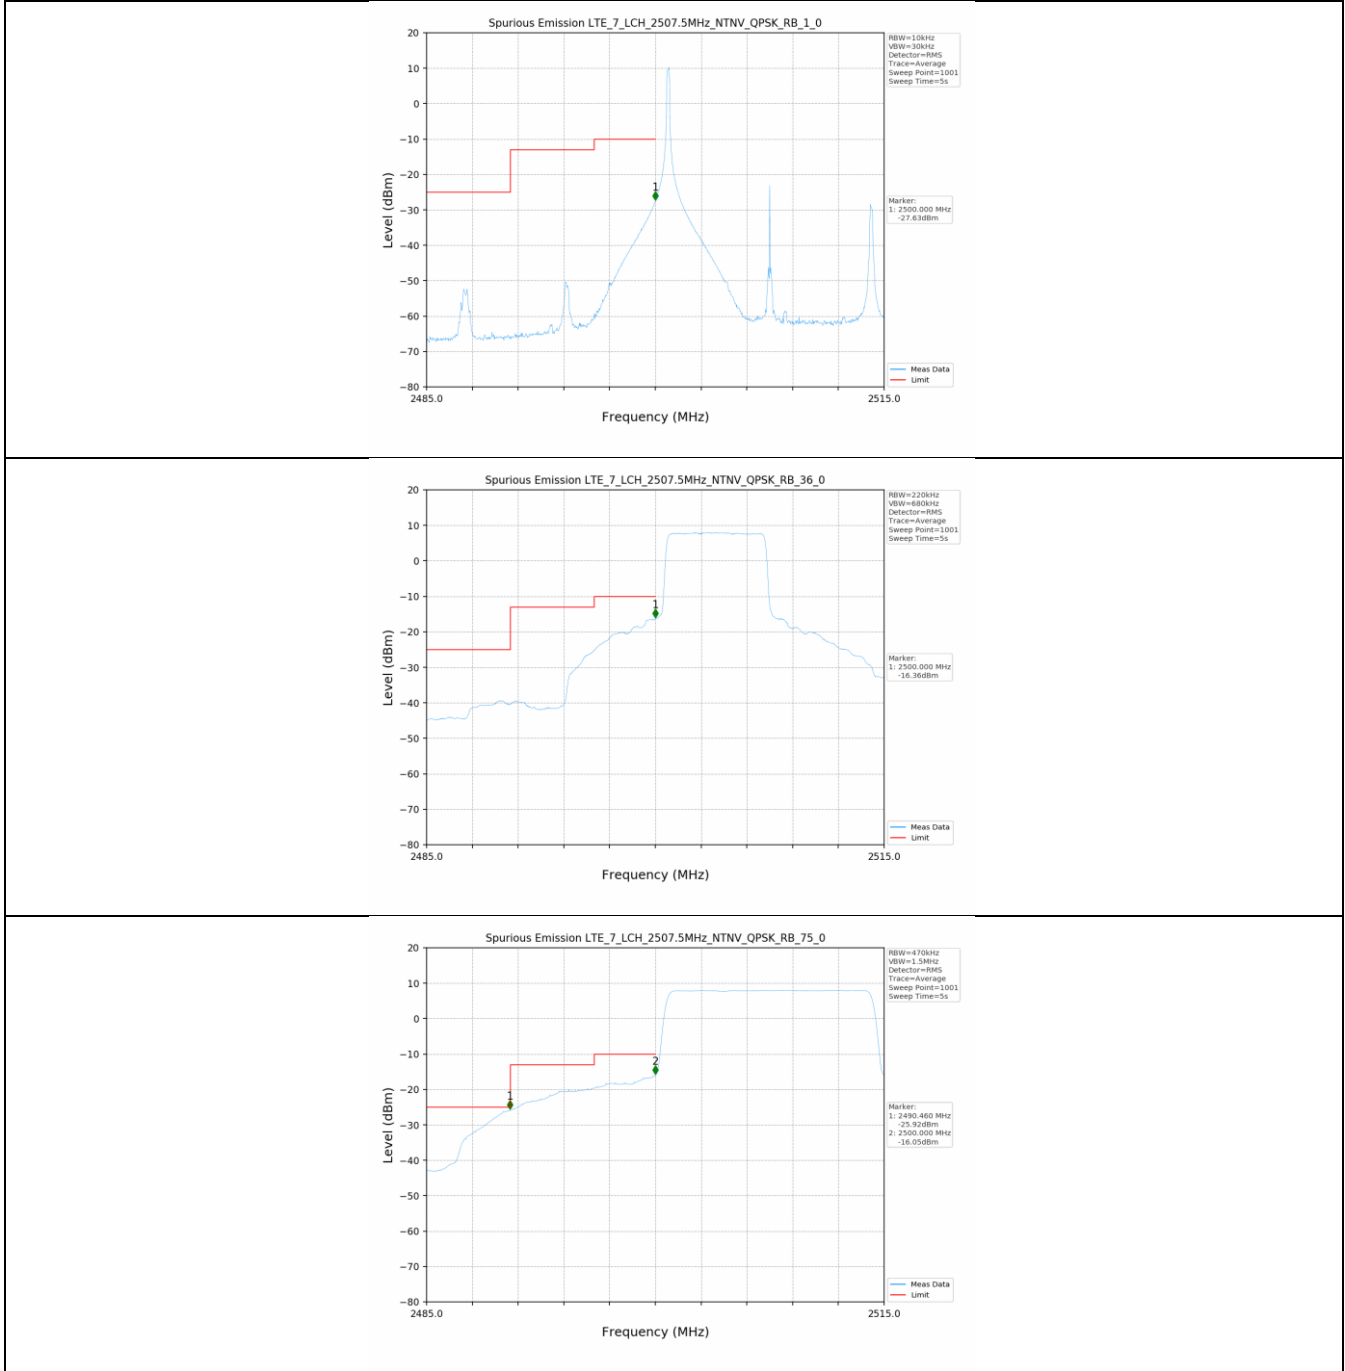 Spurious Emission LTE_7_LCH_2507.5MHz_NTNV_QPSK_RB_1_0
20
10
0
−10
−20
−30
−40
−50
−60
−70
−80
Level (dBm)
1
RBW=10kHz
VBW=30kHz
Detector=RMS
Trace=Average
Sweep Point=1001
Sweep Time=5s
Marker:
1: 2500.000 MHz
-27.63dBm
Meas Data
Limit
2485.0
2515.0
Frequency (MHz)
Spurious Emission LTE_7_LCH_2507.5MHz_NTNV_QPSK_RB_36_0
20
10
0
−10
−20
−30
−40
−50
−60
−70
−80
Level (dBm)
1
RBW=220kHz
VBW=680kHz
Detector=RMS
Trace=Average
Sweep Point=1001
Sweep Time=5s
Marker:
1: 2500.000 MHz
-16.36dBm
Meas Data
Limit
2485.0
2515.0
Frequency (MHz)
Spurious Emission LTE_7_LCH_2507.5MHz_NTNV_QPSK_RB_75_0
20
10
0
−10
−20
−30
−40
−50
−60
−70
−80
Level (dBm)
1
2
RBW=470kHz
VBW=1.5MHz
Detector=RMS
Trace=Average
Sweep Point=1001
Sweep Time=5s
Marker:
1: 2490.460 MHz
-25.92dBm
2: 2500.000 MHz
-16.05dBm
Meas Data
Limit
2485.0
2515.0
Frequency (MHz)